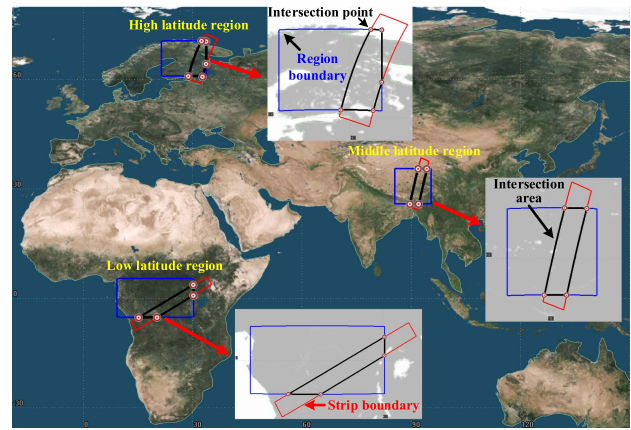 High latitude region
Intersection point
Region
boundary
60
Middle latitude region
30
Intersection
area
Low latitude region
0
Strip boundary
-30
0
30
60
90
120